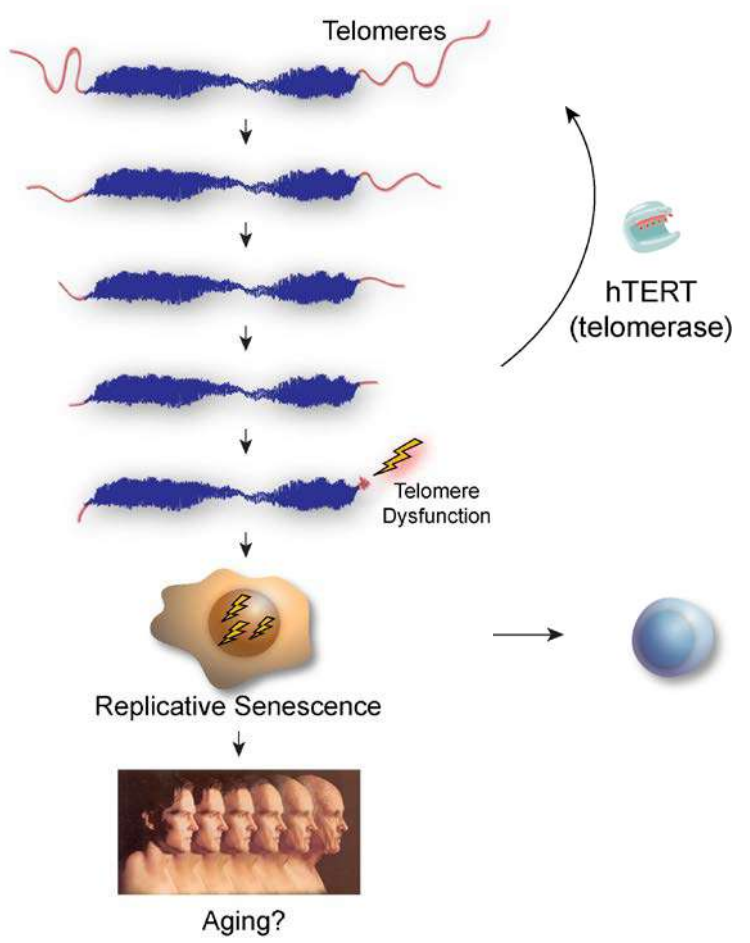 Telomeres
hTERT
(telomerase)
Telomere
Dysfunction
Replicative Senescence
Aging?